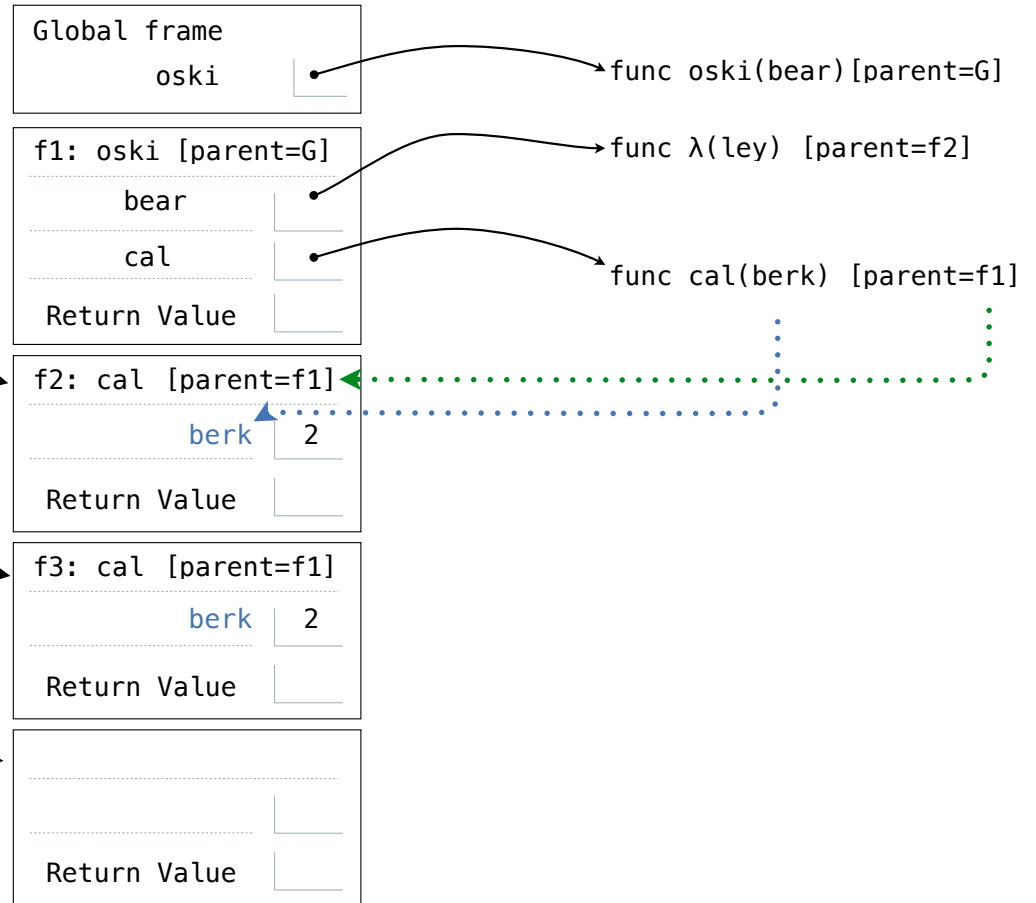 Global frame
oski
func oski(bear)[parent=G]
f1: oski [parent=G]
func λ(ley) [parent=f2]
bear
cal
func cal(berk) [parent=f1]
Return Value
f2: cal [parent=f1]
berk 2
Return Value
f3: cal [parent=f1]
berk 2
Return Value
Return Value